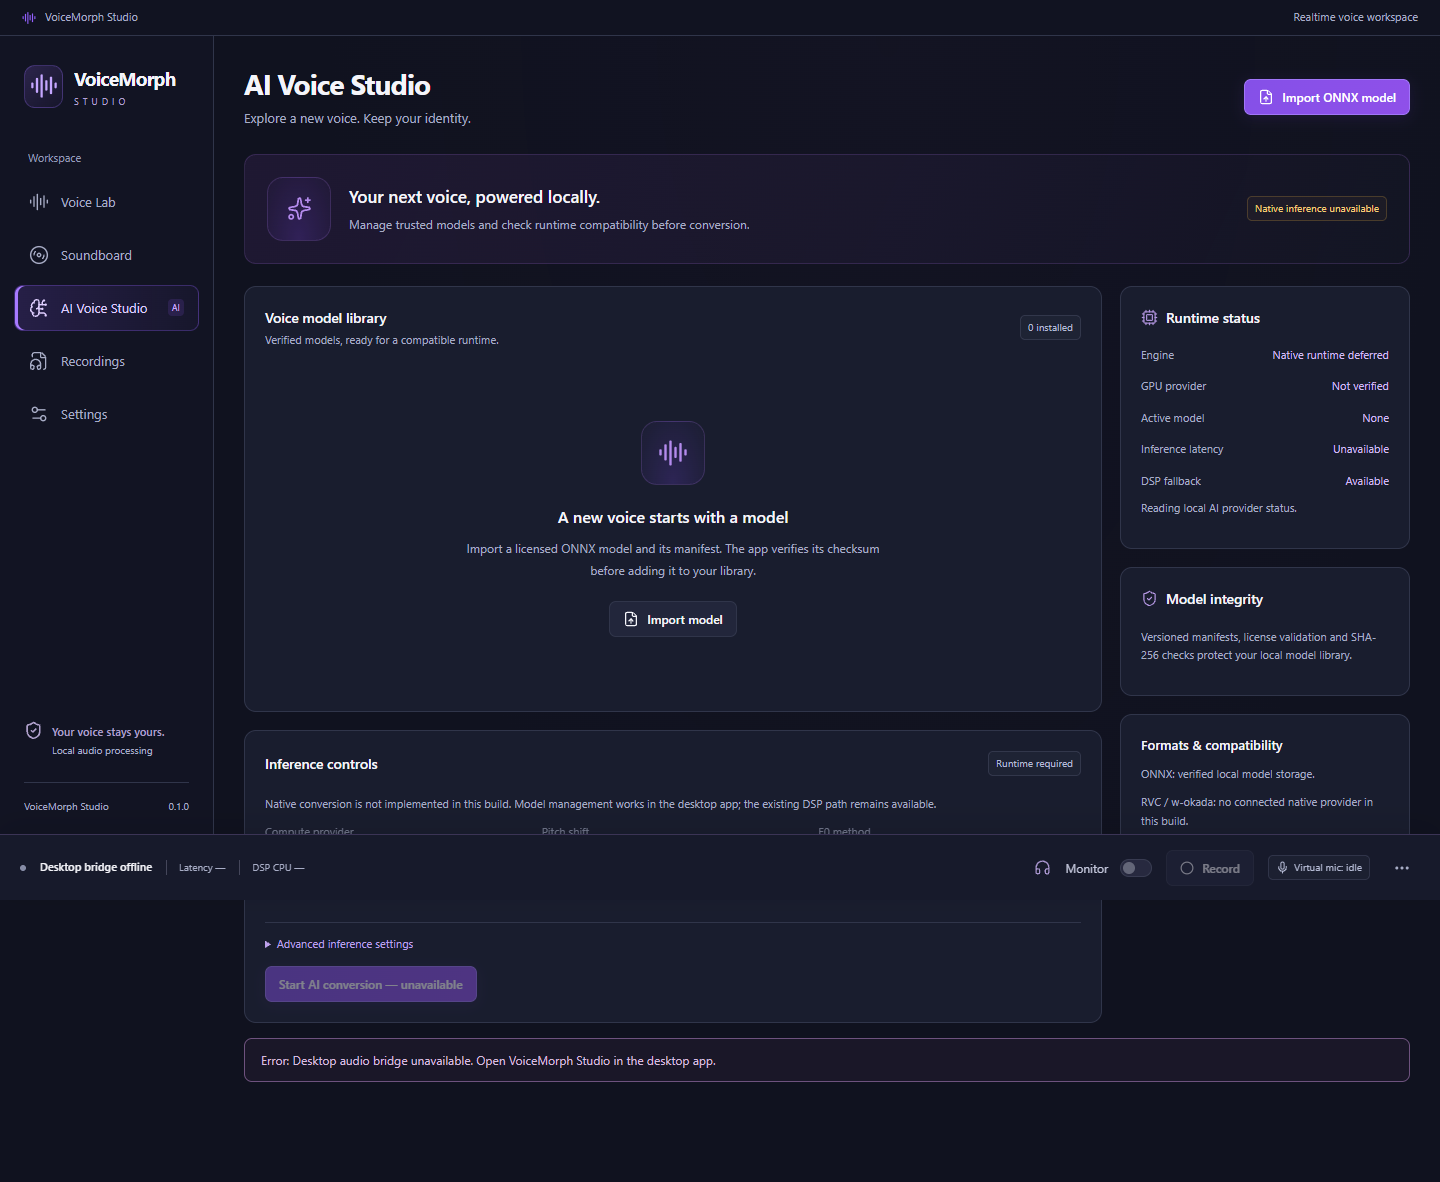 VoiceMorph Studio
Realtime voice workspace
VoiceMorph
STUDIO
Workspace
Voice Lab
Soundboard
AI Voice Studio
AI
Recordings
Settings
Your voice stays yours.
Local audio processing
VoiceMorph Studio
0.1.0
AI Voice Studio
Explore a new voice. Keep your identity.
Import ONNX model
Your next voice, powered locally.
Manage trusted models and check runtime compatibility before conversion.
Native inference unavailable
Voice model library
Verified models, ready for a compatible runtime.
0 installed
A new voice starts with a model
Import a licensed ONNX model and its manifest. The app verifies its checksum
before adding it to your library.
Import model
Runtime status
Engine
Native runtime deferred
GPU provider
Not verified
Active model
None
Inference latency
Unavailable
DSP fallback
Available
Reading local AI provider status.
Model integrity
Versioned manifests, license validation and SHA-
256 checks protect your local model library.
Formats & compatibility
ONNX: verified local model storage.
RVC / w-okada: no connected native provider in
this build.
Inference controls
Runtime required
Native conversion is not implemented in this build. Model management works in the desktop app; the existing DSP path remains available.
Compute provider
Pitch shift
F0 method
Desktop bridge offline
Latency —
DSP CPU —
Monitor
Record
Virtual mic: idle
Advanced inference settings
Start AI conversion — unavailable
Error: Desktop audio bridge unavailable. Open VoiceMorph Studio in the desktop app.